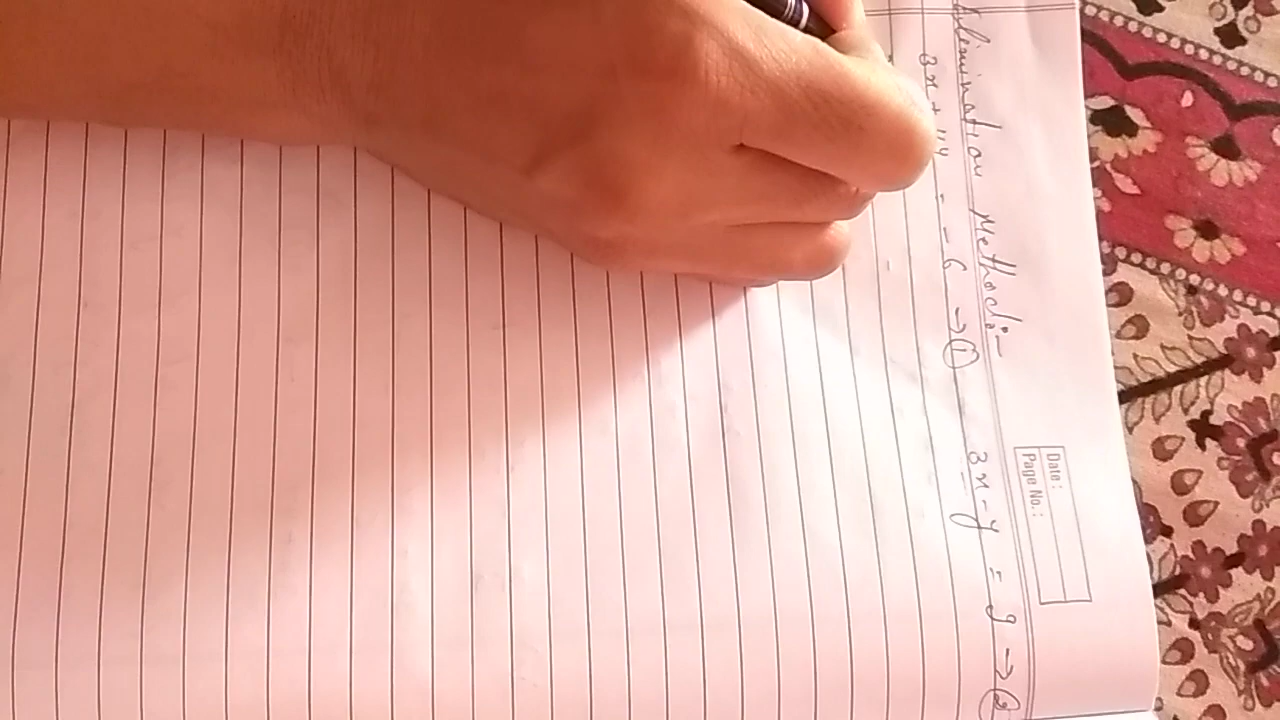 Date:
Page No.:
Elimination Method:-
3x + 4y = - 6 → ① 3x - y = 9 → ②